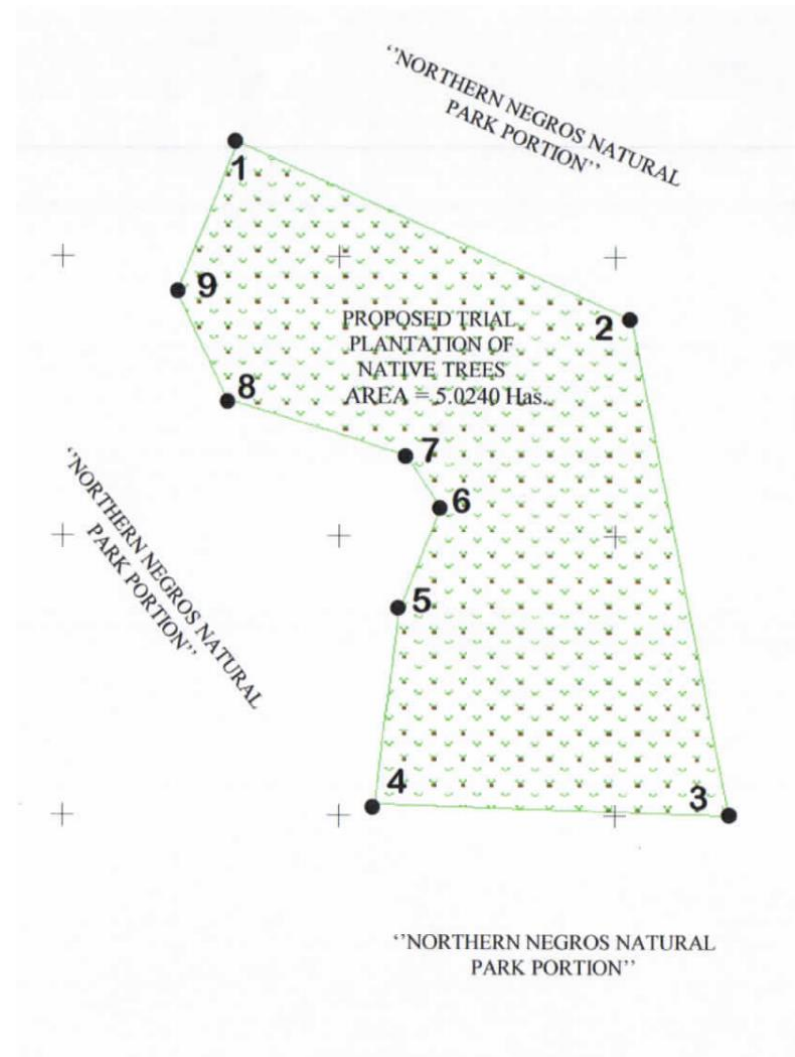 ‘’NORTHERN NEGROS NATURAL
PARK PORTION’’
1
9
2
PROPOSED TRIAL
PLANTATION OF
NATIVE TREES
AREA = 5.0240 Has.
8
7
6
‘’NORTHERN NEGROS NATURAL
PARK PORTION’’
5
4
3
‘’NORTHERN NEGROS NATURAL
PARK PORTION’’